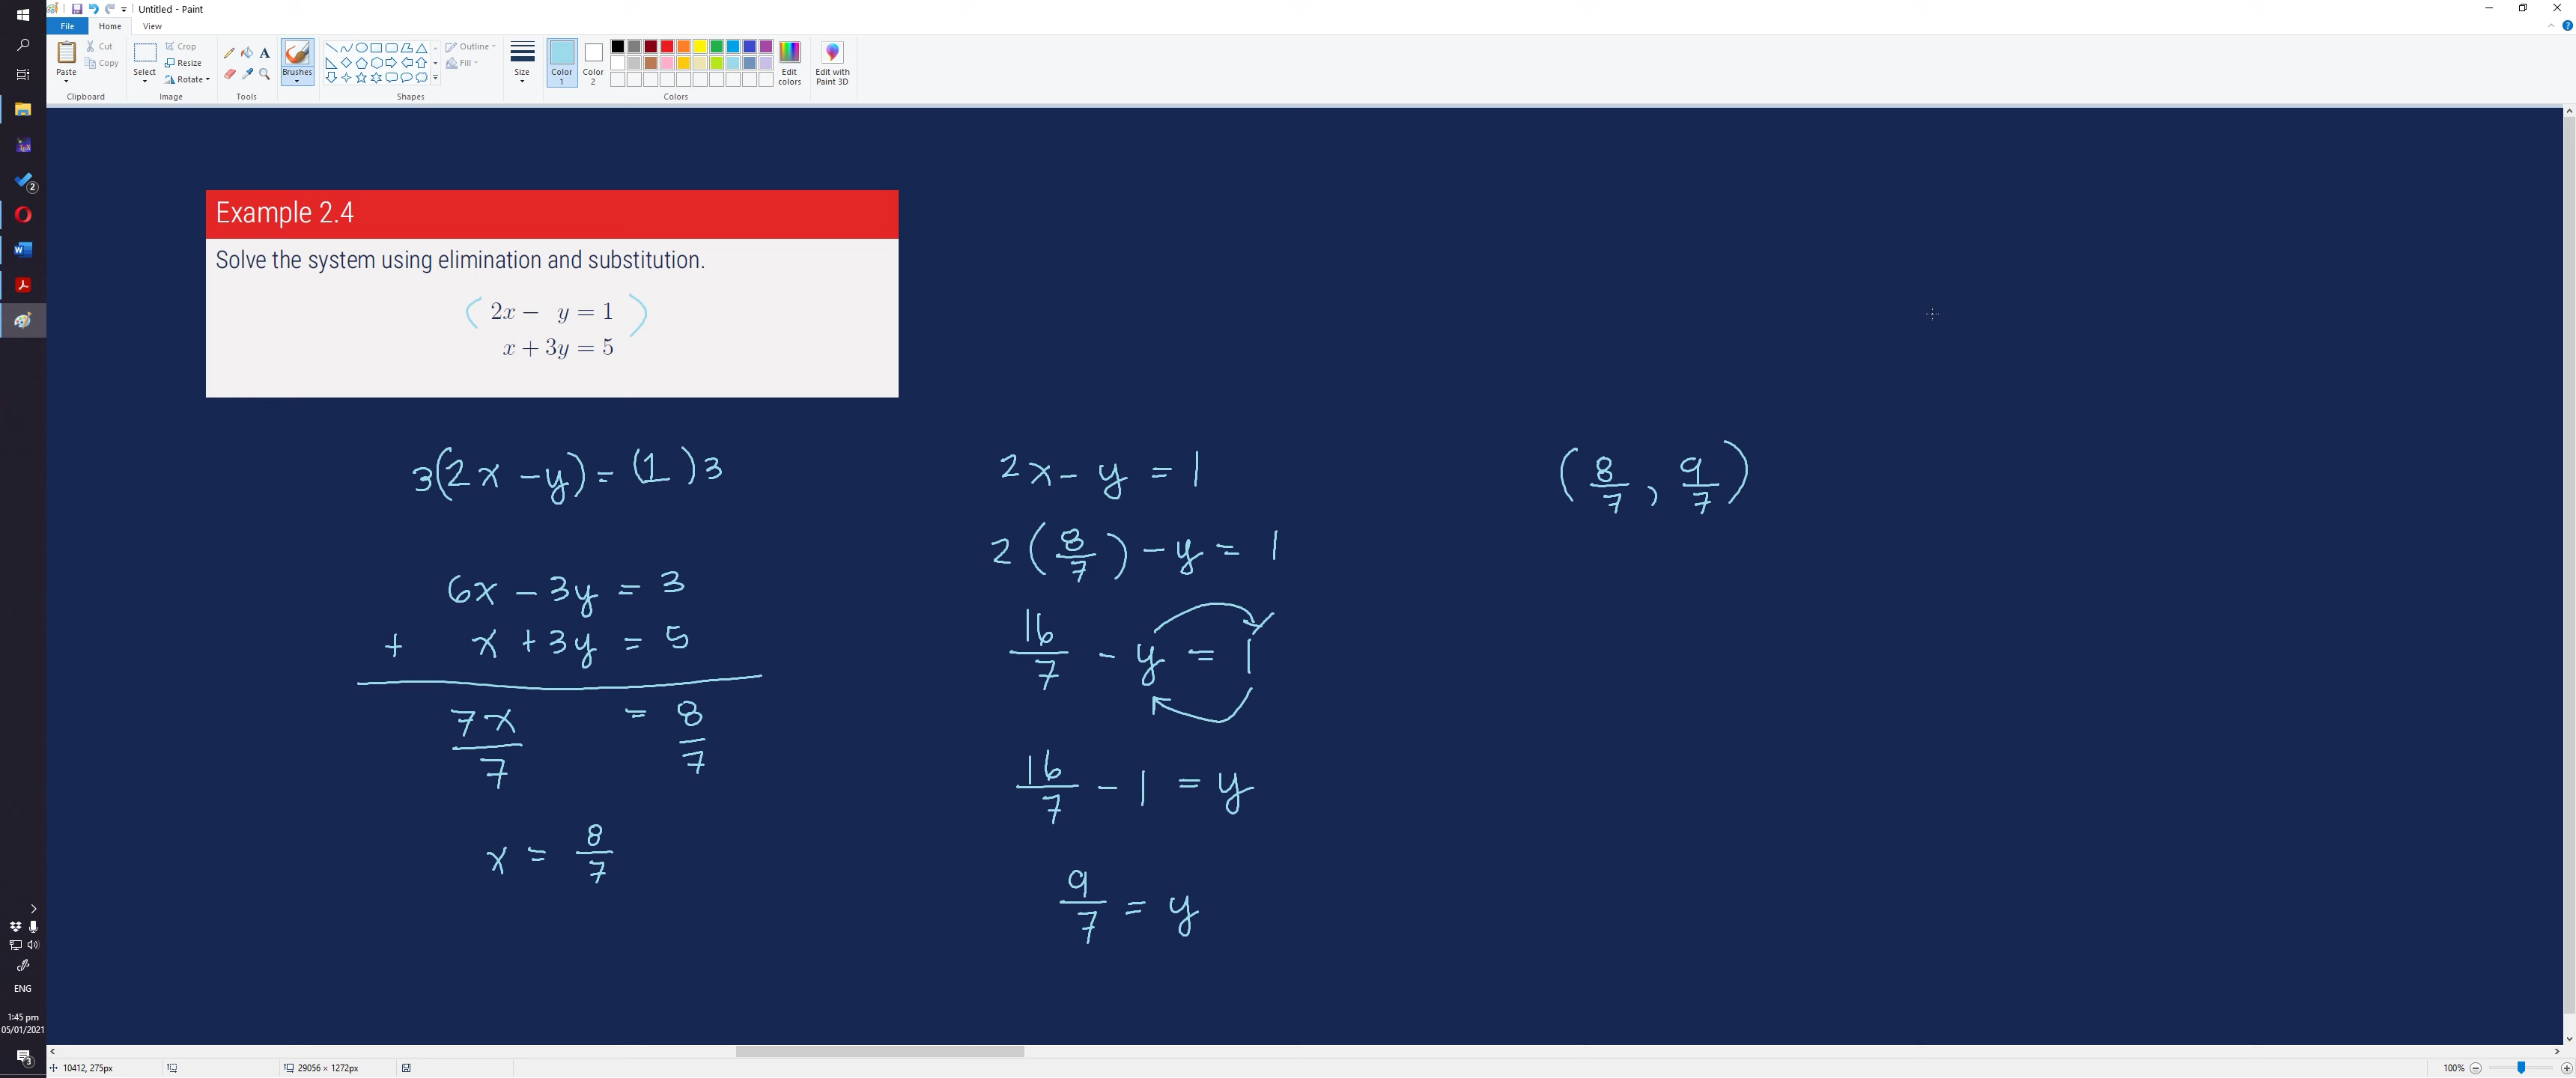 Untitled - Paint
File Home View
Paste Cut Copy
Clipboard
Select Crop Resize Rotate
Image
Tools
Brushes
Outline Fill
Shapes
Size
Color 1
Color 2
Edit colors
Colors
Edit with Paint 3D
Example 2.4
Solve the system using elimination and substitution.
( 2x − y = 1 )
x + 3y = 5
3(2x − y) = (1)3
6x − 3y = 3
+ x + 3y = 5
7x/7 = 8/7
x = 8/7
2x − y = 1
2(8/7) − y = 1
16/7 − y = 1
16/7 − 1 = y
9/7 = y
(8/7, 9/7)
2
ENG
1:45 pm
05/01/2021
3
10412, 275px
29056 × 1272px
100%